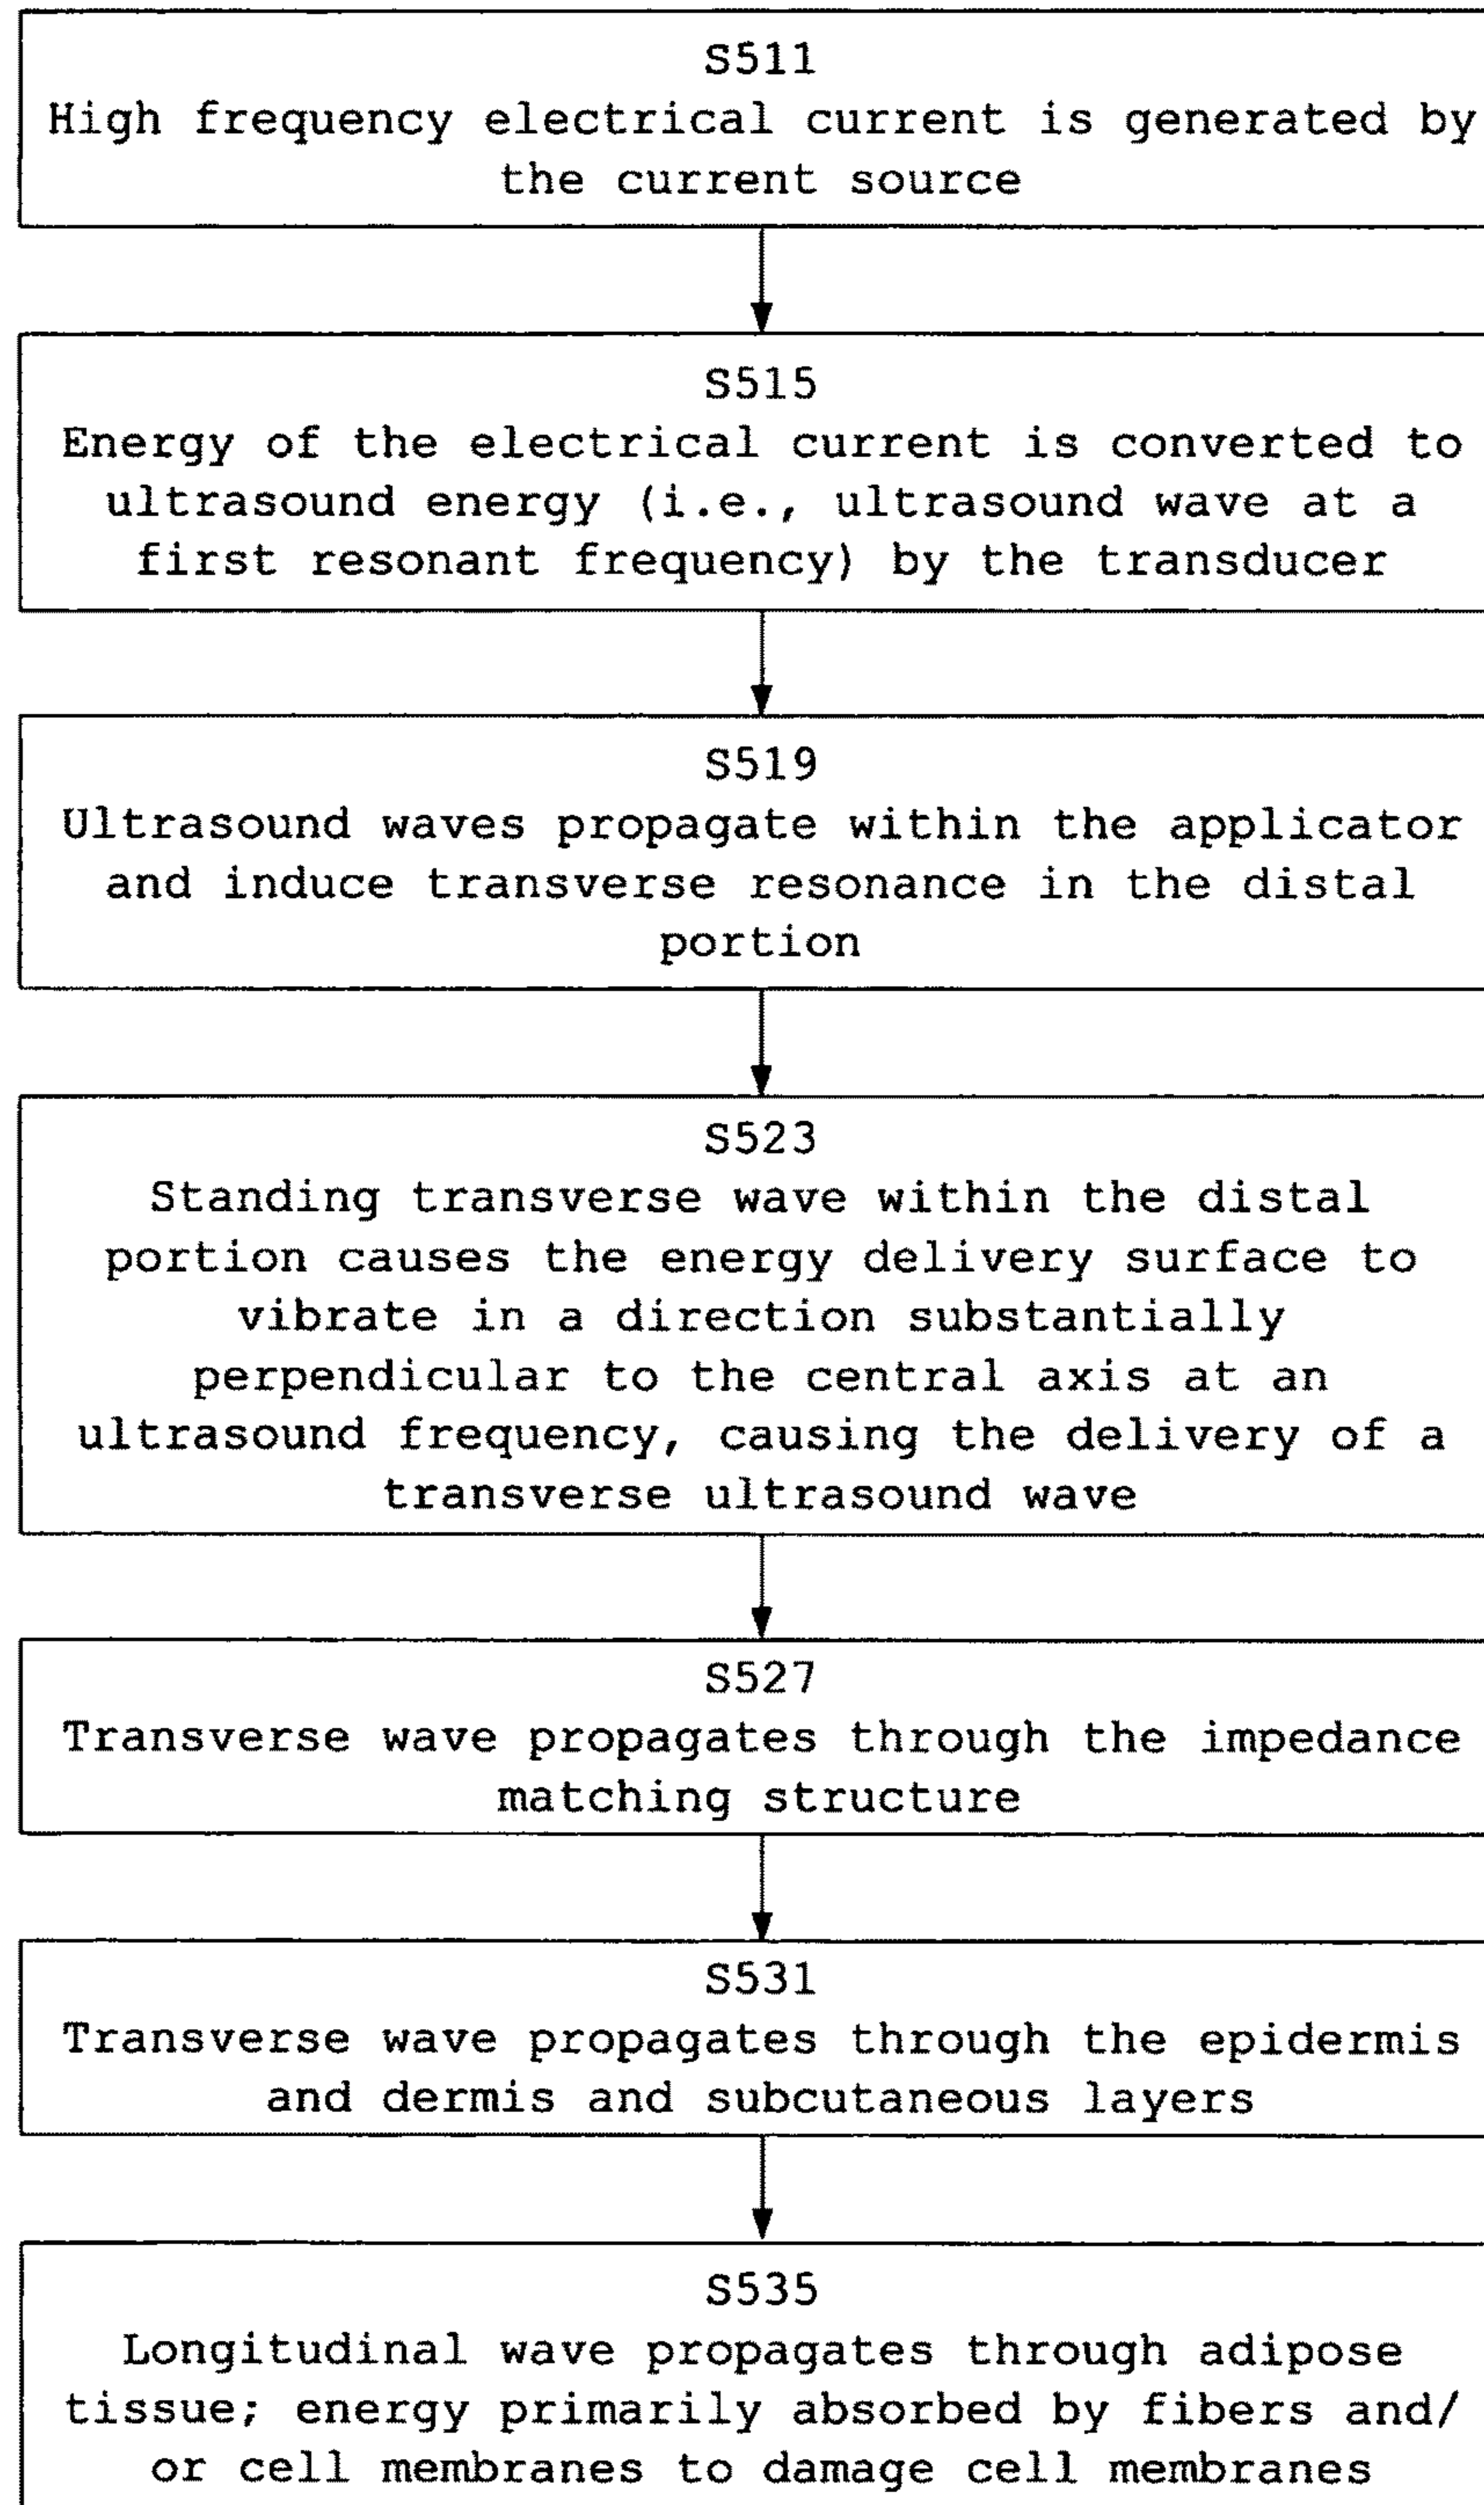 S511
High frequency electrical current is generated by
the current source
S515
Energy of the electrical current is converted to
ultrasound energy (i.e., ultrasound wave at a
first resonant frequency) by the transducer
S519
Ultrasound waves propagate within the applicator
and induce transverse resonance in the distal
portion
S523
Standing transverse wave within the distal
portion causes the energy delivery surface to
vibrate in a direction substantially
perpendicular to the central axis at an
ultrasound frequency, causing the delivery of a
transverse ultrasound wave
S527
Transverse wave propagates through the impedance
matching structure
S531
Transverse wave propagates through the epidermis
and dermis and subcutaneous layers
S535
Longitudinal wave propagates through adipose
tissue; energy primarily absorbed by fibers and/
or cell membranes to damage cell membranes